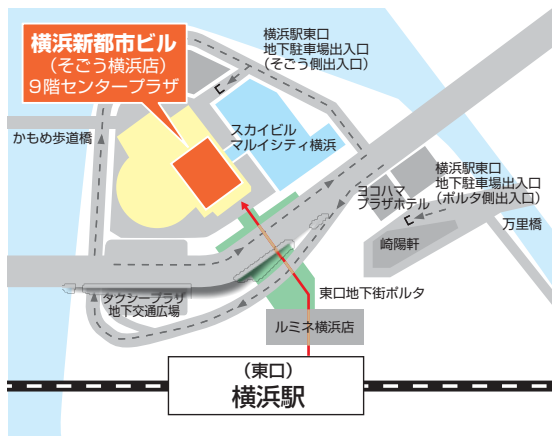 横浜新都市ビル
(そごう横浜店)
9階センタープラザ
横浜駅東口
地下駐車場出入口
(そごう側出入口)
かもめ歩道橋
スカイビル
マルイシティ横浜
横浜駅東口
地下駐車場出入口
(ポルタ側出入口)
ヨコハマ
プラザホテル
万里橋
崎陽軒
東口地下街ポルタ
タクシープラザ
地下交通広場
ルミネ横浜店
(東口)
横浜駅